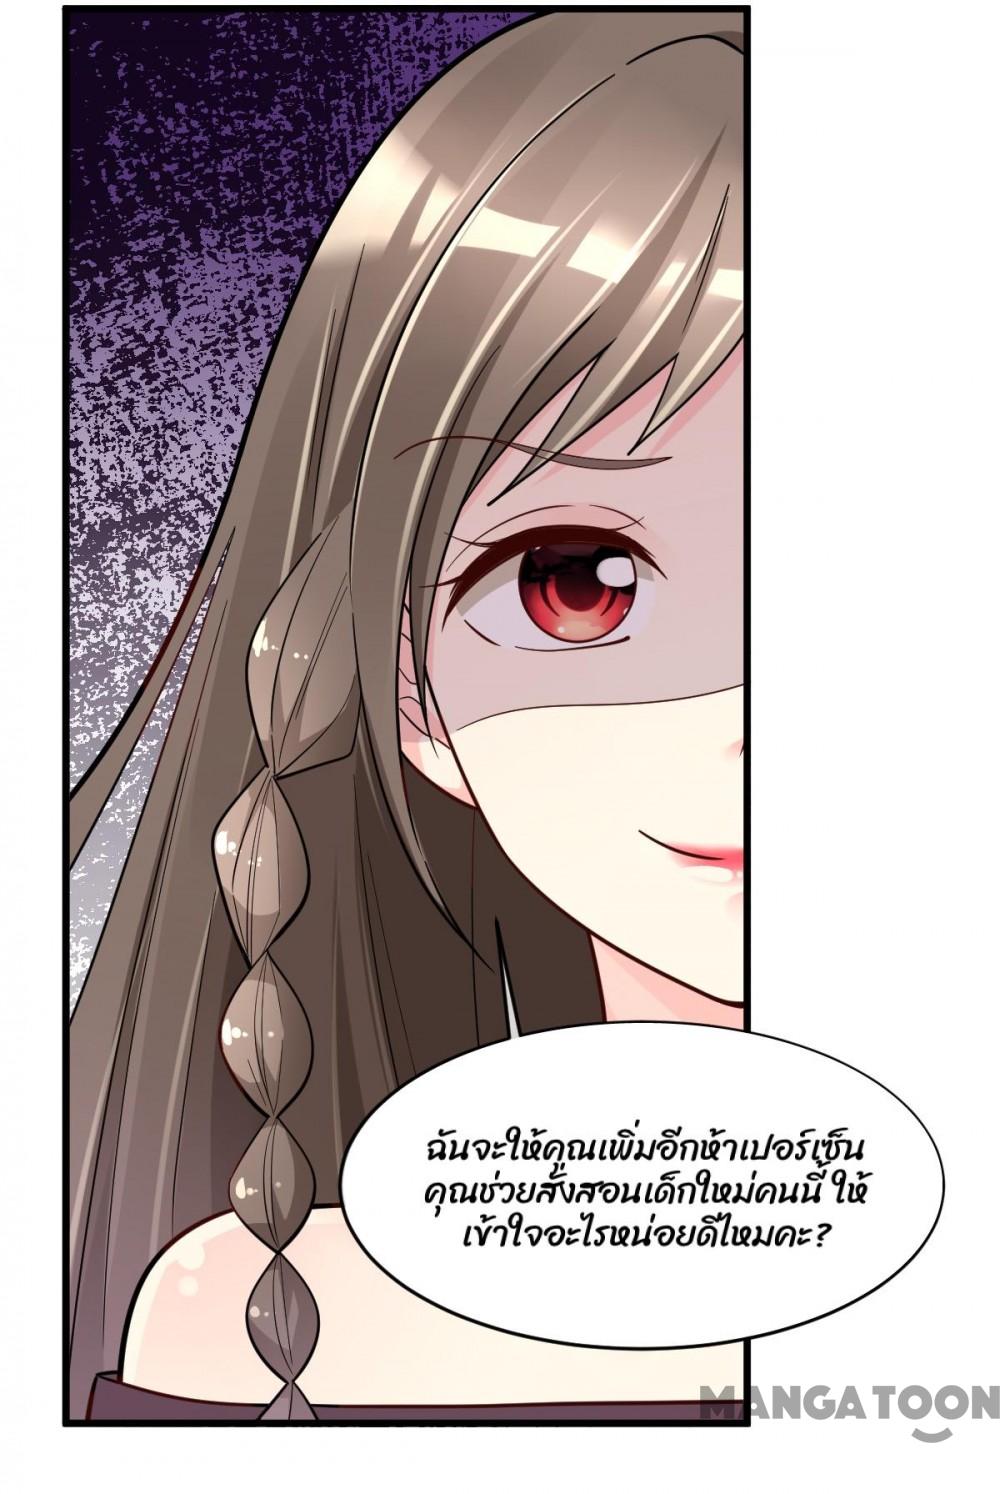 ฉันจะให้คุณเพิ่มอีกห้าเปอร์เซ็น
คุณช่วยสั่งสอนเด็กใหม่คนนี้ ให้
เข้าใจอะไรหน่อยดีไหมคะ?
MANGATOON